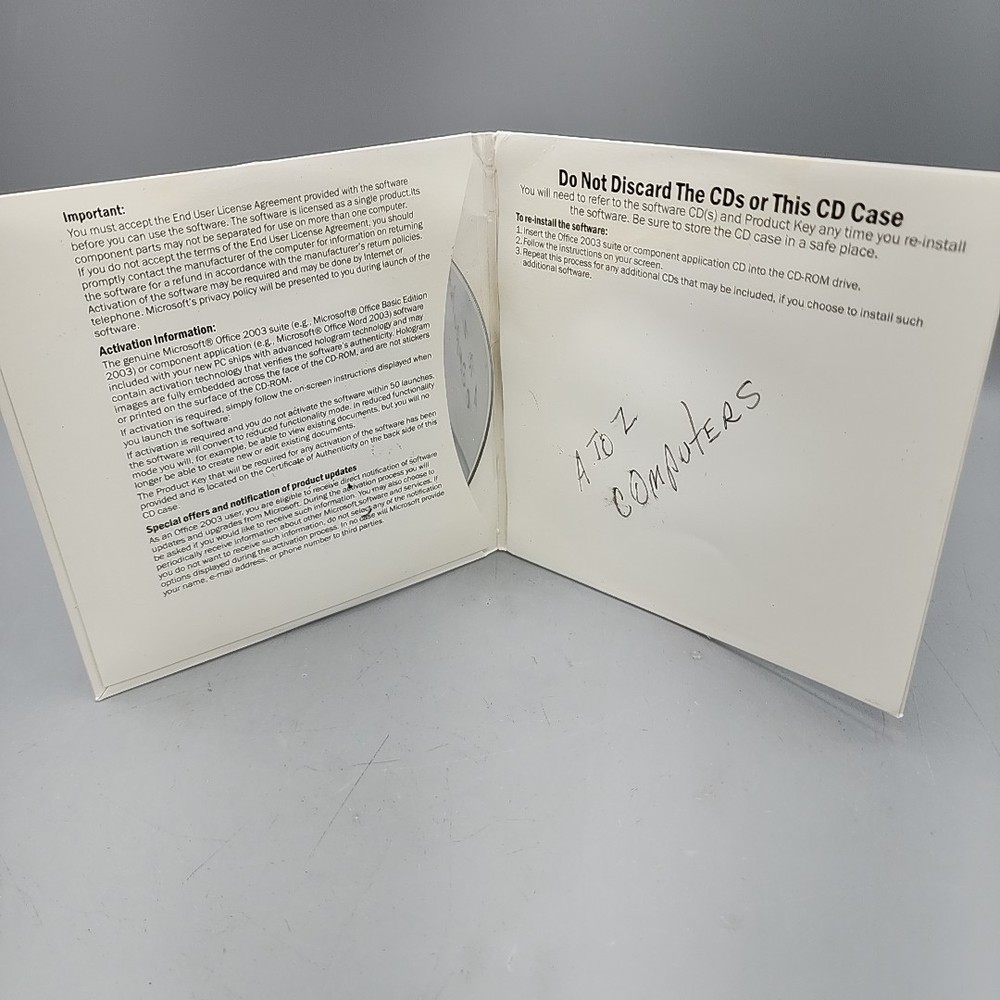 Important:
You must accept the End User License Agreement provided with the software
before you can use the software. The software is licensed as a single product.Its
component parts may not be separated for use on more than one computer.
If you do not accept the terms of the End User License Agreement, you should
promptly contact the manufacturer of the computer for information on returning
the software for a refund in accordance with the manufacturer's return policies.
Activation of the software may be required and may be done by Internet or
telephone. Microsoft's privacy policy will be presented to you during launch of the
software.
Activation Information:
The genuine Microsoft® Office 2003 suite (e.g., Microsoft® Office Basic Edition
2003) or component application (e.g., Microsoft® Office Word 2003) software
included with your new PC ships with advanced hologram technology and may
contain activation technology that verifies the software's authenticity. Hologram
images are fully embedded across the face of the CD-ROM, and are not stickers
or printed on the surface of the CD-ROM.
If activation is required, simply follow the on-screen instructions displayed when
you launch the software.
If activation is required and you do not activate the software within 50 launches,
the software will convert to reduced functionality mode. In reduced functionality
mode you will, for example, be able to view existing documents, but you will no
longer be able to create new or edit existing documents.
The Product Key that will be required for any activation of the software has been
provided and is located on the Certificate of Authenticity on the back side of this
CD case.
Special offers and notification of product updates
As an Office 2003 user, you are eligible to receive direct notification of software
updates and upgrades from Microsoft. During the activation process you will
be asked if you would like to receive such information. You may also choose to
periodically receive information about other Microsoft software and services. If
you do not want to receive such information, do not select any of the notification
options displayed during the activation process. In no case will Microsoft provide
your name, e-mail address, or phone number to third parties.
Do Not Discard The CDs or This CD Case
You will need to refer to the software CD(s) and Product Key any time you re-install
the software. Be sure to store the CD case in a safe place.
To re-install the software:
1. Insert the Office 2003 suite or component application CD into the CD-ROM drive.
2. Follow the instructions on your screen.
3. Repeat this process for any additional CDs that may be included, if you choose to install such
additional software.
A TO Z
COMPUTERS